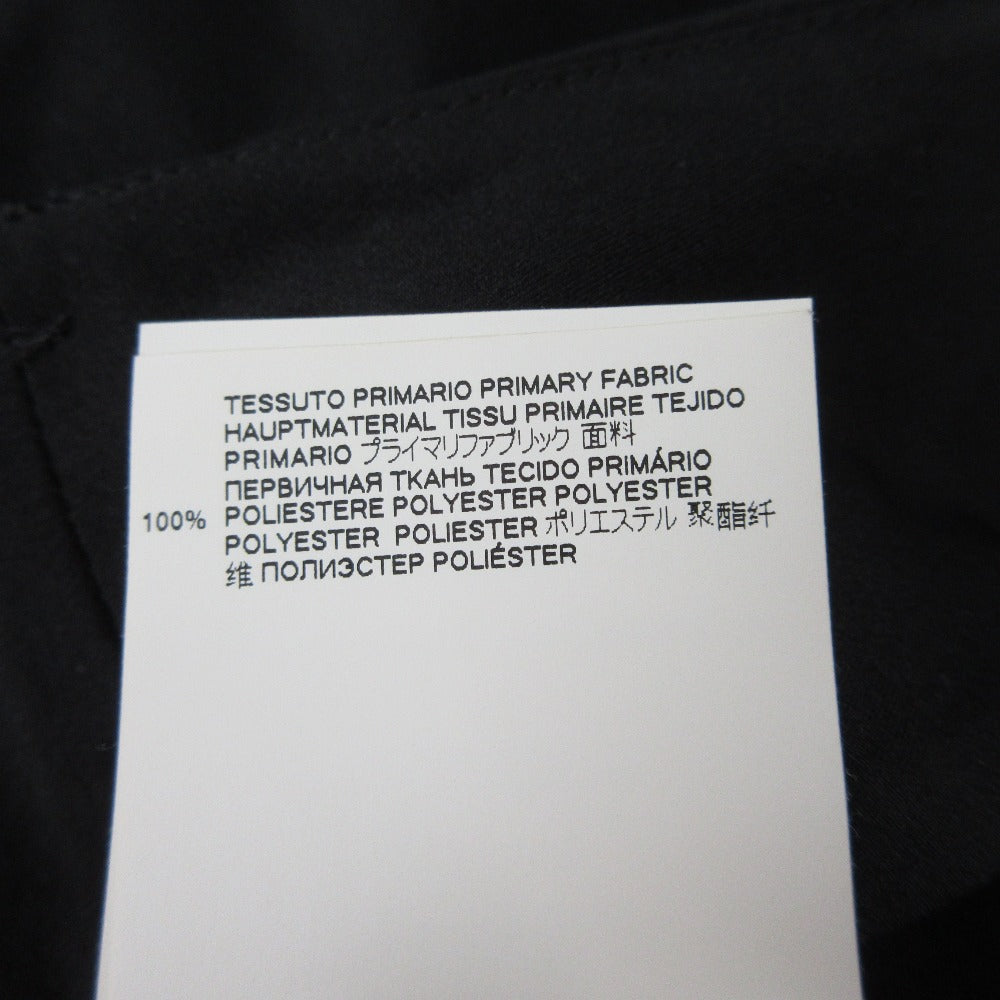 TESSUTO PRIMARIO PRIMARY FABRIC
HAUPTMATERIAL TISSU PRIMAIRE TEJIDO
PRIMARIO プライマリファブリック 面料
ПЕРВИЧНАЯ ТКАНЬ TECIDO PRIMÁRIO
100% POLIESTERE POLYESTER POLYESTER
POLYESTER POLIESTER ポリエステル 聚酯纤
维 ПОЛИЭСТЕР POLIÉSTER